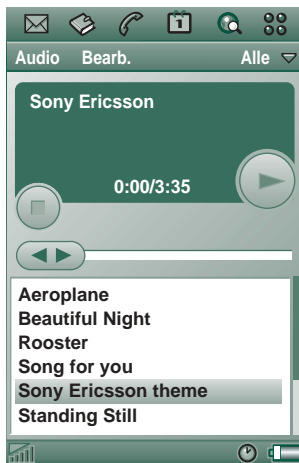 1
Audio Bearb. Alle
Sony Ericsson
0:00/3:35
Aeroplane
Beautiful Night
Rooster
Song for you
Sony Ericsson theme
Standing Still